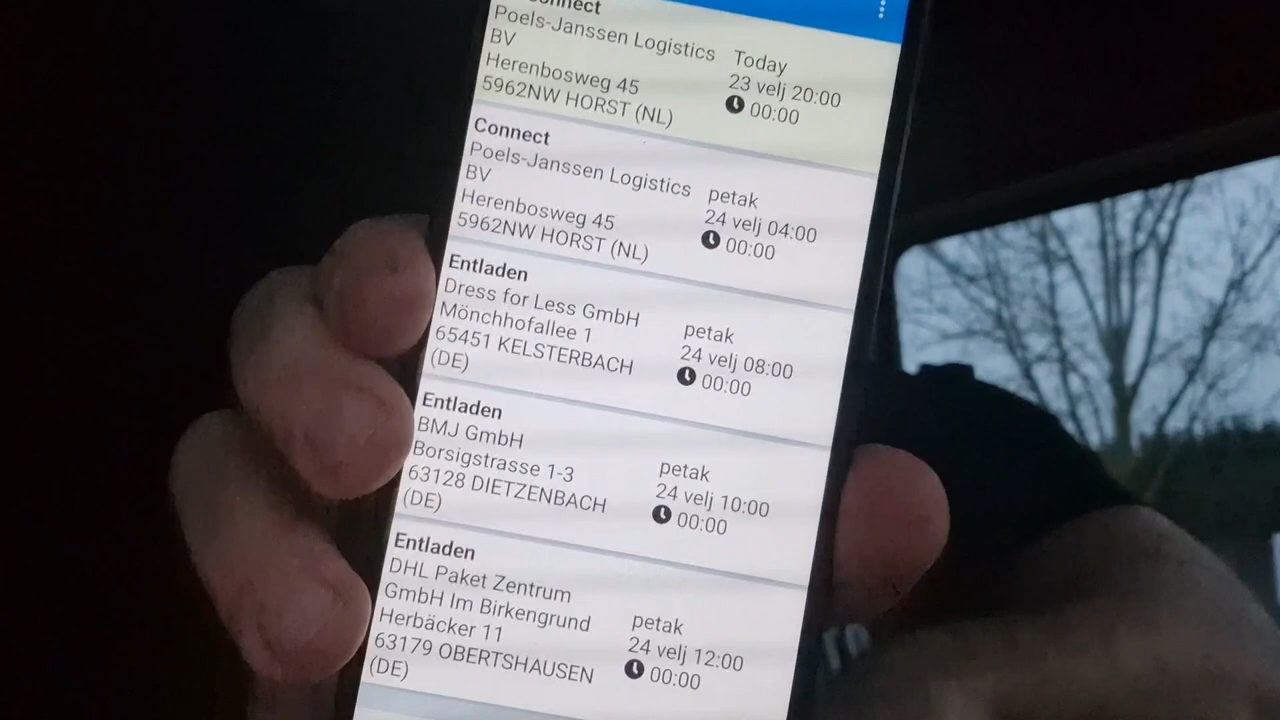 Connect
Poels-Janssen Logistics
BV
Herenbosweg 45
5962NW HORST (NL)
Today
23 velj 20:00
00:00
Connect
Poels-Janssen Logistics
BV
Herenbosweg 45
5962NW HORST (NL)
petak
24 velj 04:00
00:00
Entladen
Dress for Less GmbH
Mönchhofallee 1
65451 KELSTERBACH
(DE)
petak
24 velj 08:00
00:00
Entladen
BMJ GmbH
Borsigstrasse 1-3
63128 DIETZENBACH
(DE)
petak
24 velj 10:00
00:00
Entladen
DHL Paket Zentrum
GmbH Im Birkengrund
Herbäcker 11
63179 OBERTSHAUSEN
(DE)
petak
24 velj 12:00
00:00